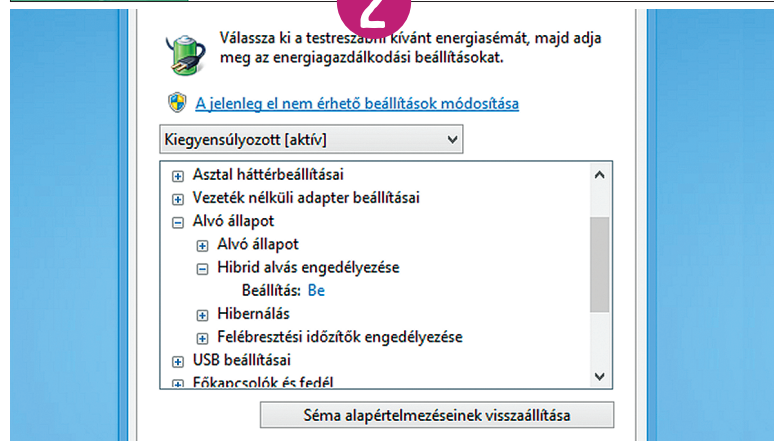 2
Válassza ki a testreszabni kívánt energiasémát, majd adja
meg az energiagazdálkodási beállításokat.
A jelenleg el nem érhető beállítások módosítása
Kiegyensúlyozott [aktív]
Asztal háttérbeállításai
Vezeték nélküli adapter beállításai
Alvó állapot
Alvó állapot
Hibrid alvás engedélyezése
Beállítás: Be
Hibernálás
Felébresztési időzítők engedélyezése
USB beállításai
Főkapcsolók és fedél
Séma alapértelmezéseinek visszaállítása